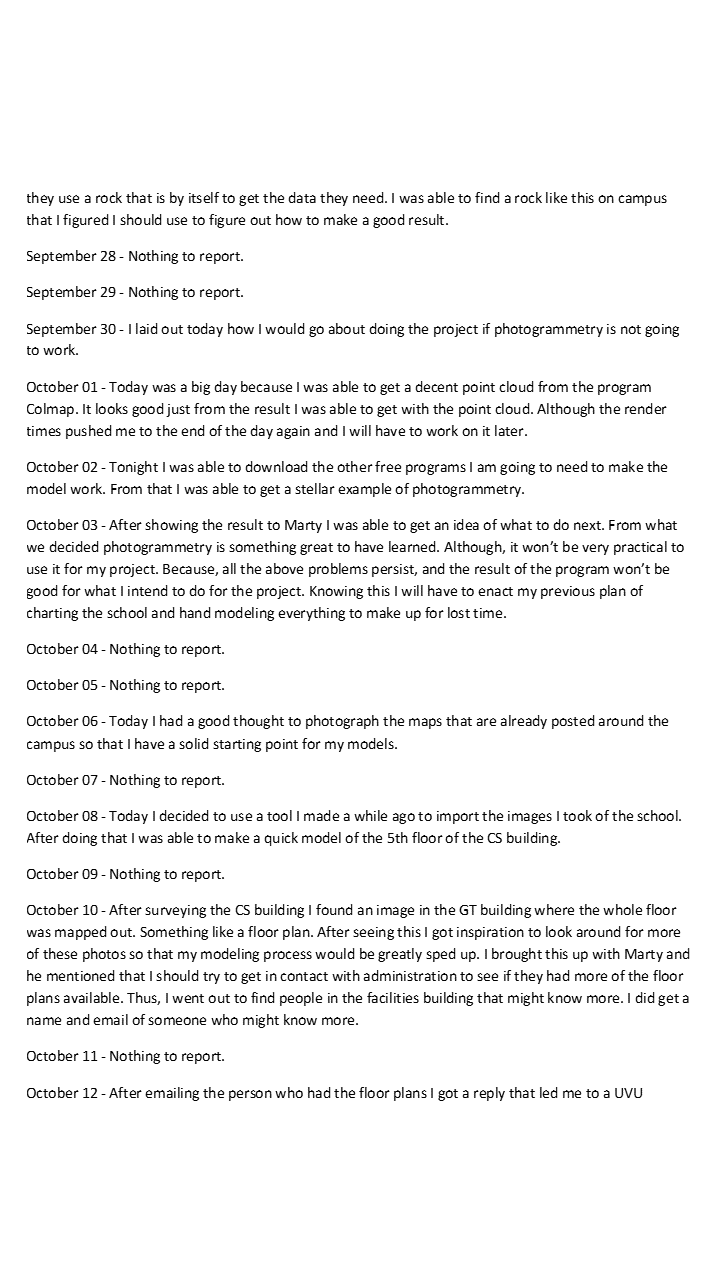 they use a rock that is by itself to get the data they need. I was able to find a rock like this on campus
that I figured I should use to figure out how to make a good result.
September 28 - Nothing to report.
September 29 - Nothing to report.
September 30 - I laid out today how I would go about doing the project if photogrammetry is not going
to work.
October 01 - Today was a big day because I was able to get a decent point cloud from the program
Colmap. It looks good just from the result I was able to get with the point cloud. Although the render
times pushed me to the end of the day again and I will have to work on it later.
October 02 - Tonight I was able to download the other free programs I am going to need to make the
model work. From that I was able to get a stellar example of photogrammetry.
October 03 - After showing the result to Marty I was able to get an idea of what to do next. From what
we decided photogrammetry is something great to have learned. Although, it won’t be very practical to
use it for my project. Because, all the above problems persist, and the result of the program won’t be
good for what I intend to do for the project. Knowing this I will have to enact my previous plan of
charting the school and hand modeling everything to make up for lost time.
October 04 - Nothing to report.
October 05 - Nothing to report.
October 06 - Today I had a good thought to photograph the maps that are already posted around the
campus so that I have a solid starting point for my models.
October 07 - Nothing to report.
October 08 - Today I decided to use a tool I made a while ago to import the images I took of the school.
After doing that I was able to make a quick model of the 5th floor of the CS building.
October 09 - Nothing to report.
October 10 - After surveying the CS building I found an image in the GT building where the whole floor
was mapped out. Something like a floor plan. After seeing this I got inspiration to look around for more
of these photos so that my modeling process would be greatly sped up. I brought this up with Marty and
he mentioned that I should try to get in contact with administration to see if they had more of the floor
plans available. Thus, I went out to find people in the facilities building that might know more. I did get a
name and email of someone who might know more.
October 11 - Nothing to report.
October 12 - After emailing the person who had the floor plans I got a reply that led me to a UVU